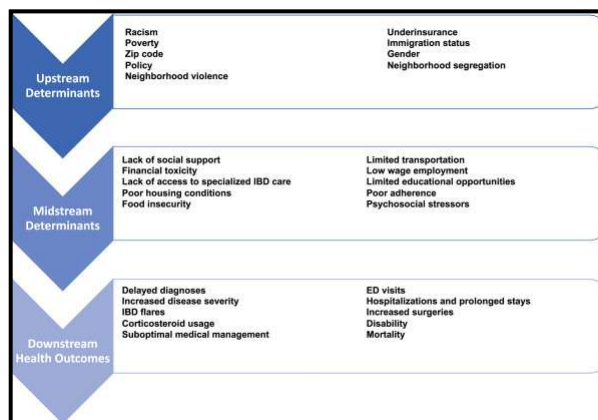 Upstream
Determinants
Racism
Poverty
Zip code
Policy
Neighborhood violence
Underinsurance
Immigration status
Gender
Neighborhood segregation
Midstream
Determinants
Lack of social support
Financial toxicity
Lack of access to specialized IBD care
Poor housing conditions
Food insecurity
Limited transportation
Low wage employment
Limited educational opportunities
Poor adherence
Psychosocial stressors
Downstream
Health Outcomes
Delayed diagnoses
Increased disease severity
IBD flares
Corticosteroid usage
Suboptimal medical management
ED visits
Hospitalizations and prolonged stays
Increased surgeries
Disability
Mortality